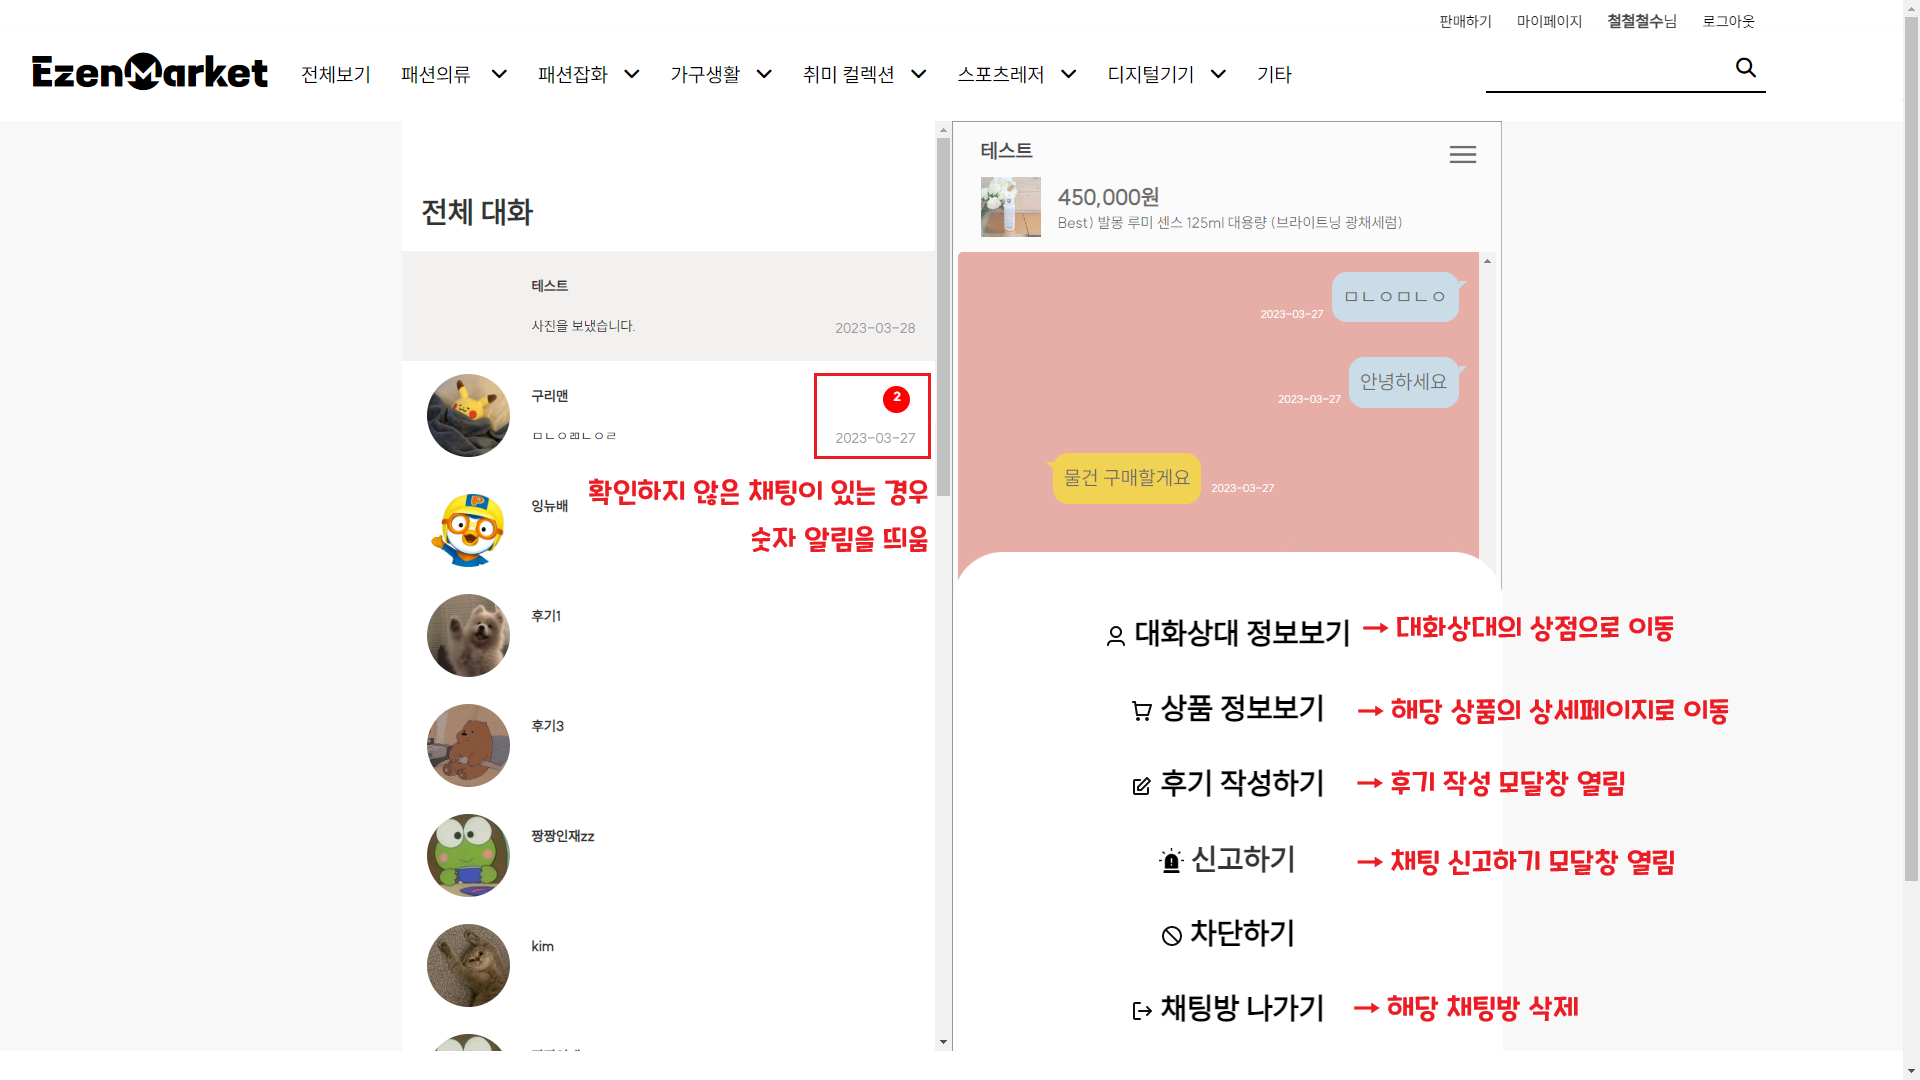 판매하기 마이페이지 철철철수님 로그아웃
EzenMarket 전체보기 패션의류 패션잡화 가구생활 취미 컬렉션 스포츠레저 디지털기기 기타
전체 대화
테스트
사진을 보냈습니다. 2023-03-28
구리맨 2
2023-03-27
확인하지 않은 채팅이 있는 경우
숫자 알림을 띄움
잉뉴배
후기1
후기3
짱짱인재zz
kim
테스트
450,000원
Best) 발몽 루미 센스 125ml 대용량 (브라이트닝 광채세럼)
2023-03-27 ㅁㄴㅇㅁㄴㅇ
2023-03-27 안녕하세요
물건 구매할게요 2023-03-27
대화상대 정보보기 → 대화상대의 상점으로 이동
상품 정보보기 → 해당 상품의 상세페이지로 이동
후기 작성하기 → 후기 작성 모달창 열림
신고하기 → 채팅 신고하기 모달창 열림
차단하기
채팅방 나가기 → 해당 채팅방 삭제